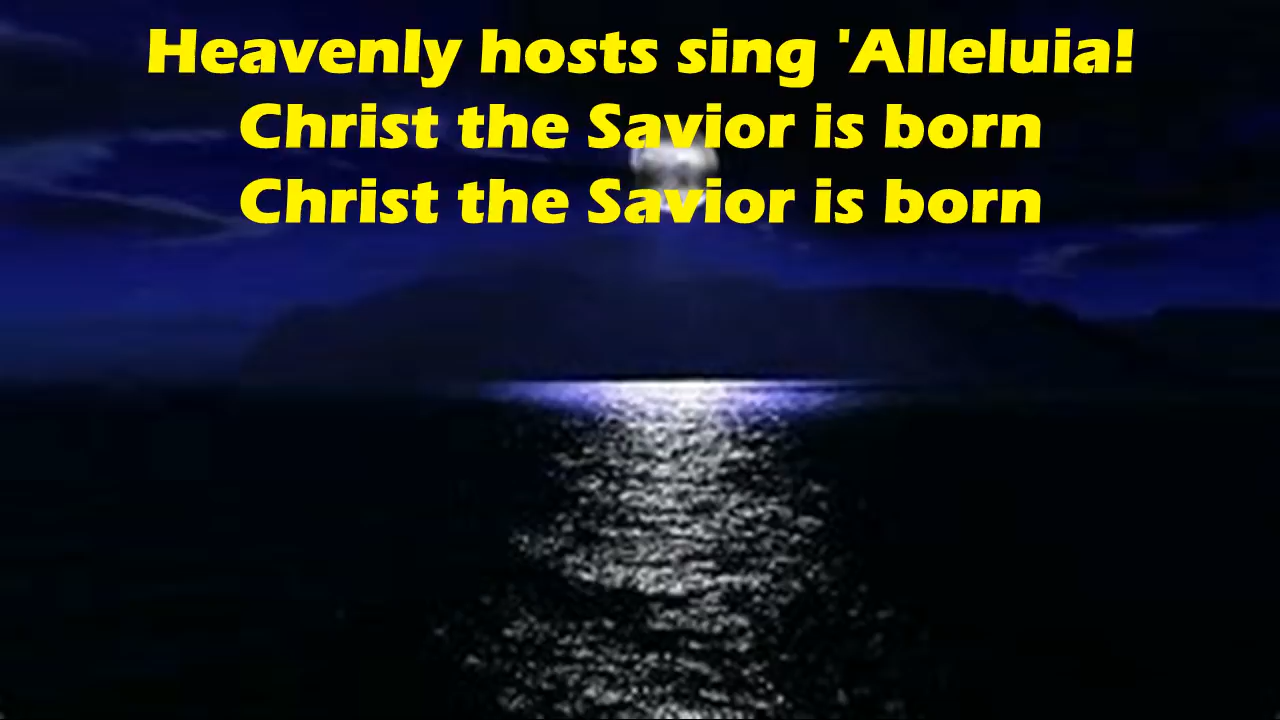 Heavenly hosts sing 'Alleluia!
Christ the Savior is born
Christ the Savior is born